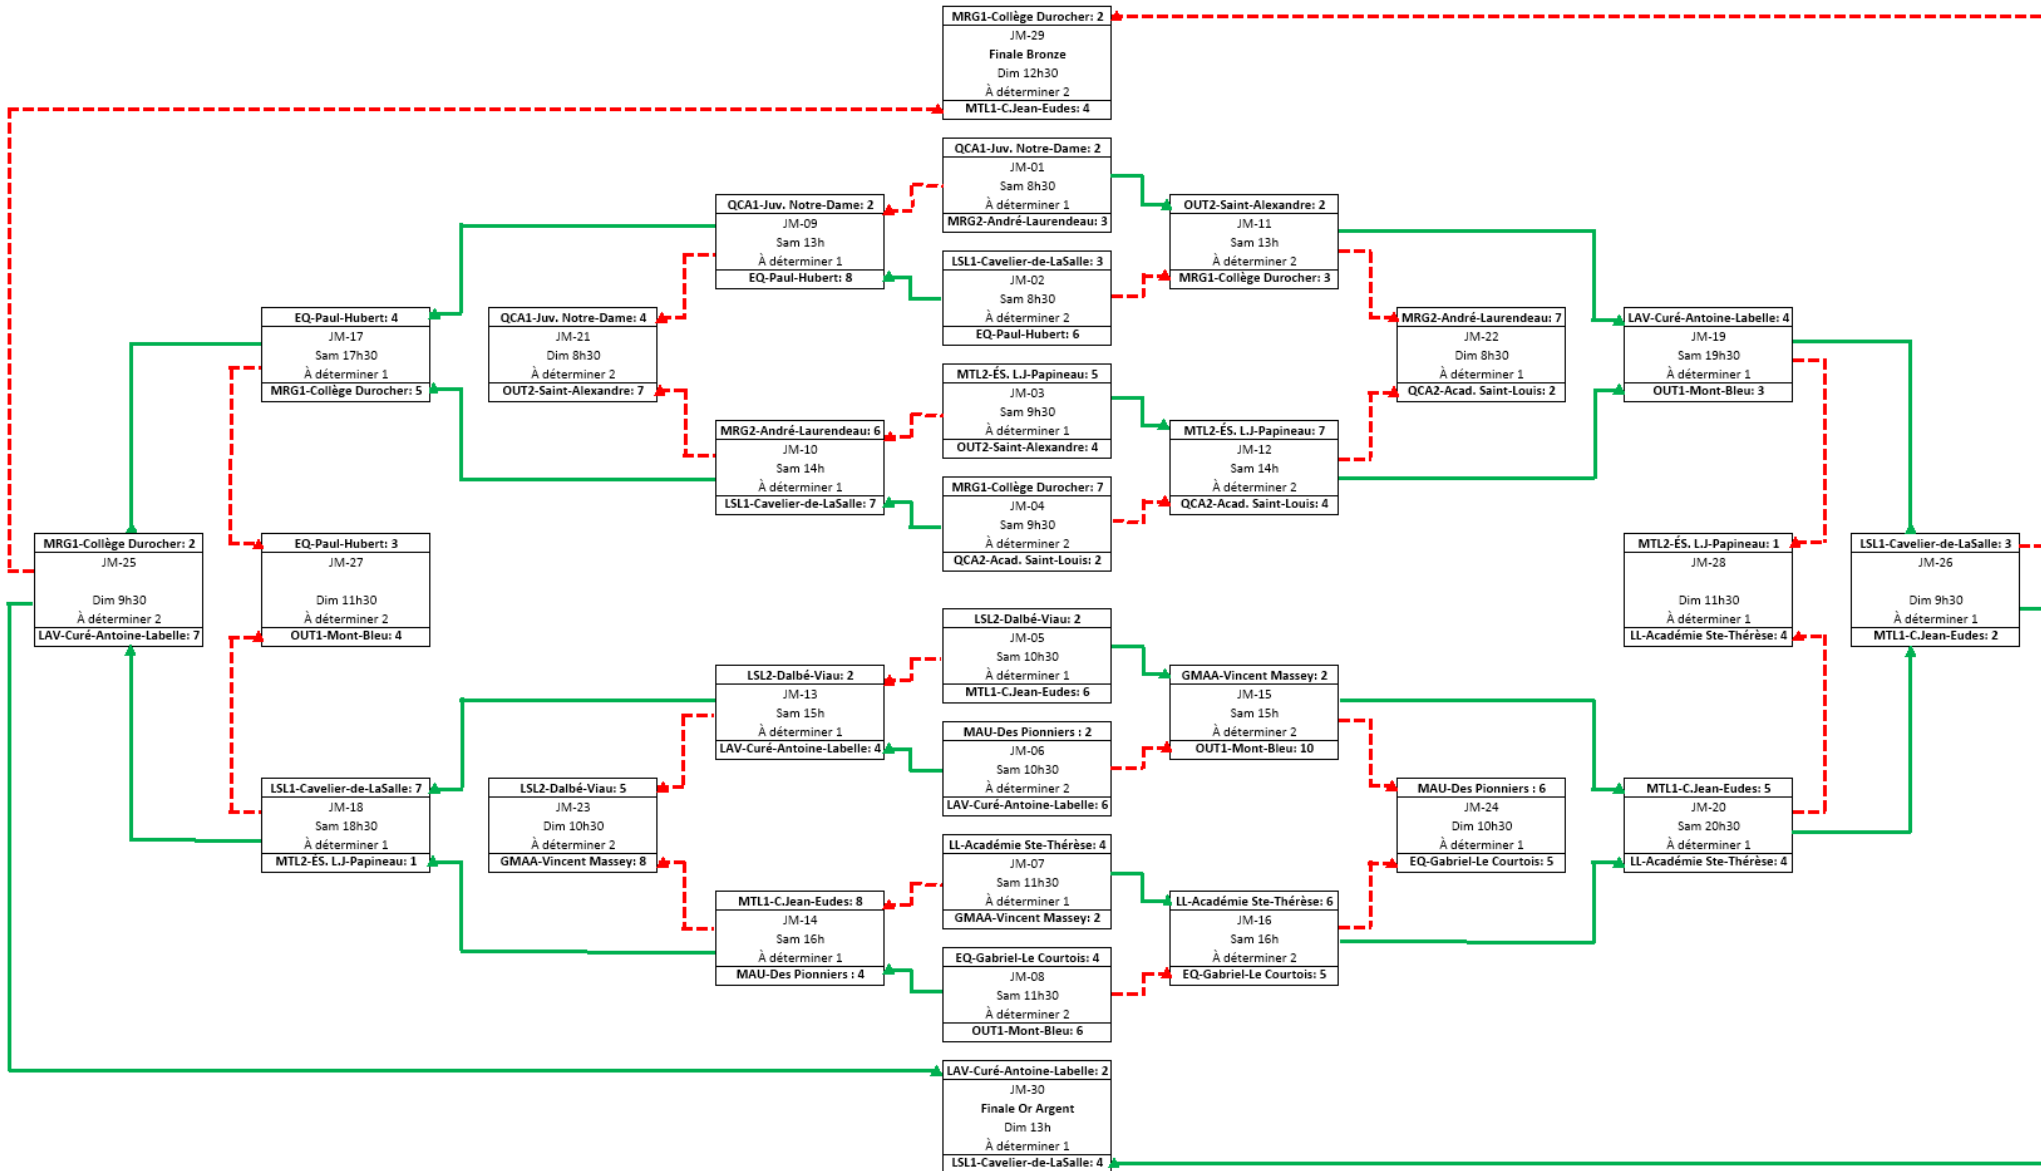 MRG1-Collège Durocher: 2
JM-29
Finale Bronze
Dim 12h30
À déterminer 2
MTL1-C.Jean-Eudes: 4
QCA1-Juv. Notre-Dame: 2
JM-01
Sam 8h30
À déterminer 1
MRG2-André-Laurendeau: 3
QCA1-Juv. Notre-Dame: 2
JM-09
Sam 13h
À déterminer 1
EQ-Paul-Hubert: 8
OUT2-Saint-Alexandre: 2
JM-11
Sam 13h
À déterminer 2
MRG1-Collège Durocher: 3
LSL1-Cavelier-de-LaSalle: 3
JM-02
Sam 8h30
À déterminer 2
EQ-Paul-Hubert: 6
EQ-Paul-Hubert: 4
JM-17
Sam 17h30
À déterminer 1
MRG1-Collège Durocher: 5
QCA1-Juv. Notre-Dame: 4
JM-21
Dim 8h30
À déterminer 2
OUT2-Saint-Alexandre: 7
MRG2-André-Laurendeau: 7
JM-22
Dim 8h30
À déterminer 1
QCA2-Acad. Saint-Louis: 2
LAV-Curé-Antoine-Labelle: 4
JM-19
Sam 19h30
À déterminer 1
OUT1-Mont-Bleu: 3
MTL2-ÉS. L.J-Papineau: 5
JM-03
Sam 9h30
À déterminer 1
OUT2-Saint-Alexandre: 4
MRG2-André-Laurendeau: 6
JM-10
Sam 14h
À déterminer 1
LSL1-Cavelier-de-LaSalle: 7
MTL2-ÉS. L.J-Papineau: 7
JM-12
Sam 14h
À déterminer 2
QCA2-Acad. Saint-Louis: 4
MRG1-Collège Durocher: 7
JM-04
Sam 9h30
À déterminer 2
QCA2-Acad. Saint-Louis: 2
MRG1-Collège Durocher: 2
JM-25
Dim 9h30
À déterminer 2
LAV-Curé-Antoine-Labelle: 7
EQ-Paul-Hubert: 3
JM-27
Dim 11h30
À déterminer 2
OUT1-Mont-Bleu: 4
MTL2-ÉS. L.J-Papineau: 1
JM-28
Dim 11h30
À déterminer 1
LL-Académie Ste-Thérèse: 4
LSL1-Cavelier-de-LaSalle: 3
JM-26
Dim 9h30
À déterminer 1
MTL1-C.Jean-Eudes: 2
LSL2-Dalbé-Viau: 2
JM-05
Sam 10h30
À déterminer 1
MTL1-C.Jean-Eudes: 6
LSL2-Dalbé-Viau: 2
JM-13
Sam 15h
À déterminer 1
LAV-Curé-Antoine-Labelle: 4
GMAA-Vincent Massey: 2
JM-15
Sam 15h
À déterminer 2
OUT1-Mont-Bleu: 10
MAU-Des Pionniers : 2
JM-06
Sam 10h30
À déterminer 2
LAV-Curé-Antoine-Labelle: 6
LSL1-Cavelier-de-LaSalle: 7
JM-18
Sam 18h30
À déterminer 1
MTL2-ÉS. L.J-Papineau: 1
LSL2-Dalbé-Viau: 5
JM-23
Dim 10h30
À déterminer 2
GMAA-Vincent Massey: 8
MAU-Des Pionniers : 6
JM-24
Dim 10h30
À déterminer 1
EQ-Gabriel-Le Courtois: 5
MTL1-C.Jean-Eudes: 5
JM-20
Sam 20h30
À déterminer 1
LL-Académie Ste-Thérèse: 4
LL-Académie Ste-Thérèse: 4
JM-07
Sam 11h30
À déterminer 1
GMAA-Vincent Massey: 2
MTL1-C.Jean-Eudes: 8
JM-14
Sam 16h
À déterminer 1
MAU-Des Pionniers : 4
LL-Académie Ste-Thérèse: 6
JM-16
Sam 16h
À déterminer 2
EQ-Gabriel-Le Courtois: 5
EQ-Gabriel-Le Courtois: 4
JM-08
Sam 11h30
À déterminer 2
OUT1-Mont-Bleu: 6
LAV-Curé-Antoine-Labelle: 2
JM-30
Finale Or Argent
Dim 13h
À déterminer 1
LSL1-Cavelier-de-LaSalle: 4